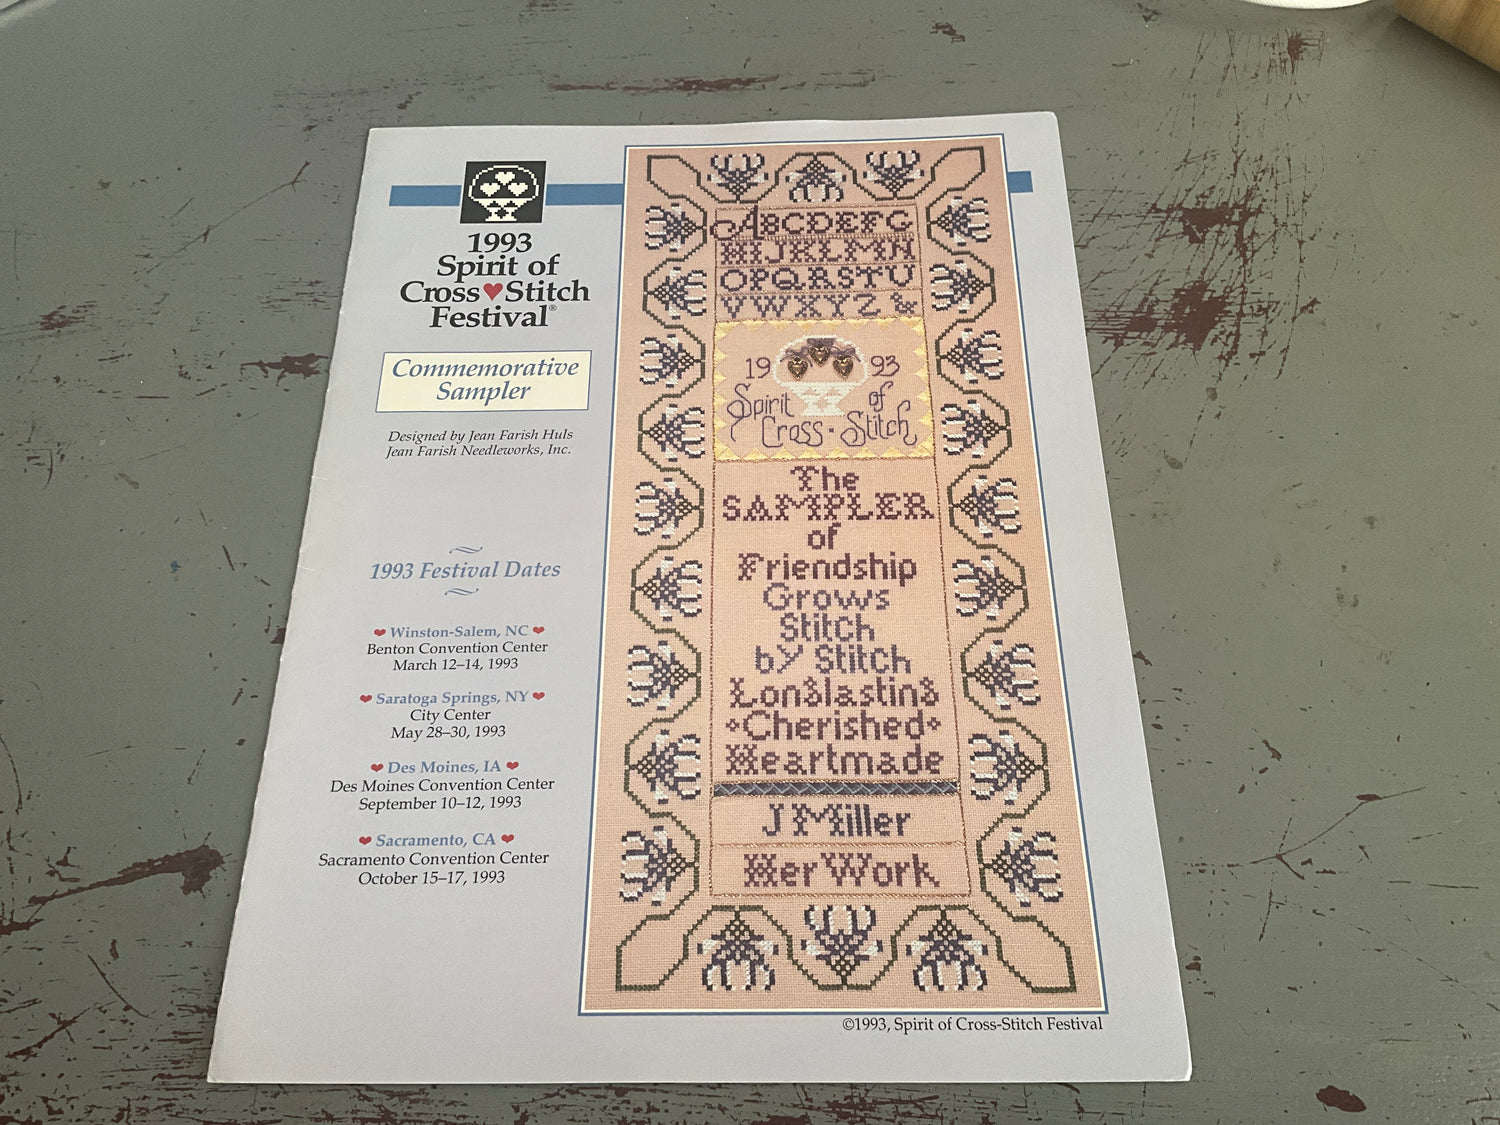 1993
Spirit of
Cross♥Stitch
Festival®
Commemorative
Sampler
Designed by Jean Farish Huls
Jean Farish Needleworks, Inc.
1993 Festival Dates
❤ Winston-Salem, NC ❤
Benton Convention Center
March 12–14, 1993
❤ Saratoga Springs, NY ❤
City Center
May 28–30, 1993
❤ Des Moines, IA ❤
Des Moines Convention Center
September 10–12, 1993
❤ Sacramento, CA ❤
Sacramento Convention Center
October 15–17, 1993
ABCDEFG
HIJKLMN
OPQRSTU
VWXYZ &
19 93
Spirit of
Cross-Stitch
The
SAMPLER
of
Friendship
Grows
Stitch
by Stitch
Longlasting
Cherished
Heartmade
J Miller
Her Work
©1993, Spirit of Cross-Stitch Festival